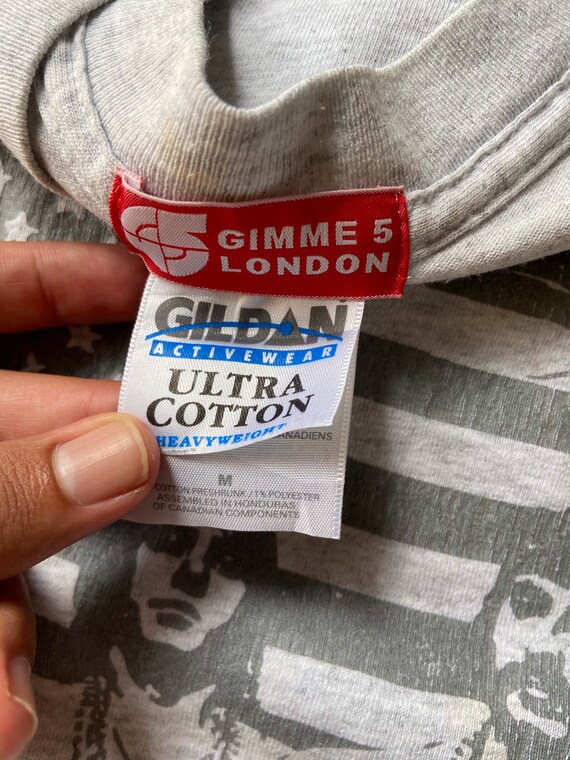 GIMME 5
LONDON
GILDAN
ACTIVEWEAR
ULTRA
COTTON
HEAVYWEIGHT
CANADIENS
M
COTTON PRESHRUNK / 1% POLYESTER
ASSEMBLED IN HONDURAS
OF CANADIAN COMPONENTS